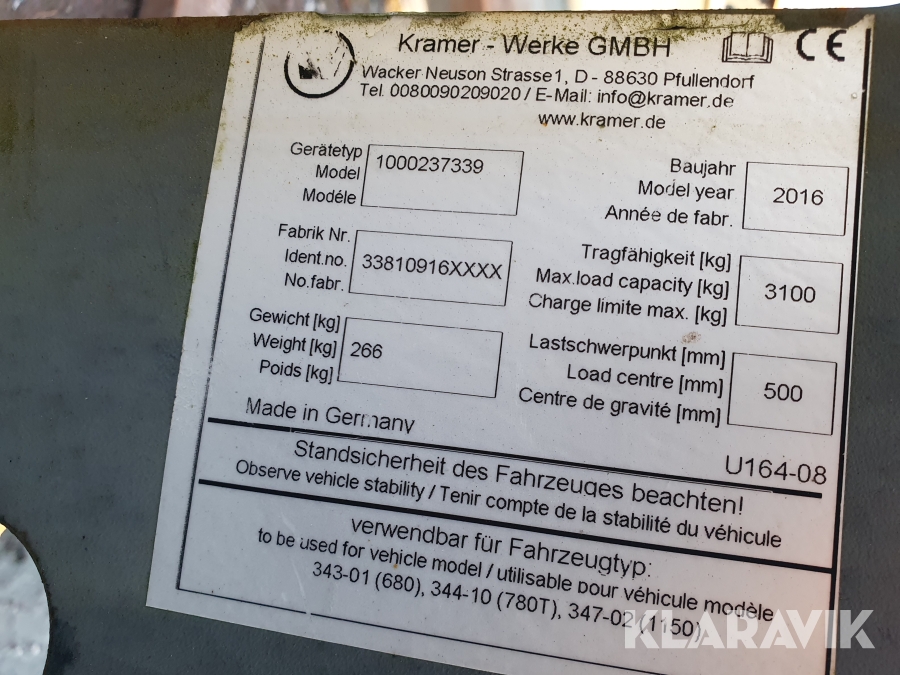 Kramer - Werke GMBH
CE
Wacker Neuson Strasse1, D - 88630 Pfullendorf
Tel. 0080090209020 / E-Mail: info@kramer.de
www.kramer.de
Gerätetyp
Model
Modéle
1000237339
Baujahr
Model year
Année de fabr.
2016
Fabrik Nr.
Ident.no.
No.fabr.
33810916XXXX
Tragfähigkeit [kg]
Max.load capacity [kg]
Charge limite max. [kg]
3100
Gewicht [kg]
Weight [kg]
Poids [kg]
266
Lastschwerpunkt [mm]
Load centre [mm]
Centre de gravité [mm]
500
Made in Germany
U164-08
Standsicherheit des Fahrzeuges beachten!
Observe vehicle stability / Tenir compte de la stabilité du véhicule
verwendbar für Fahrzeugtyp:
to be used for vehicle model / utilisable pour véhicule modèle
343-01 (680), 344-10 (780T), 347-02 (1150)
KLARAVIK